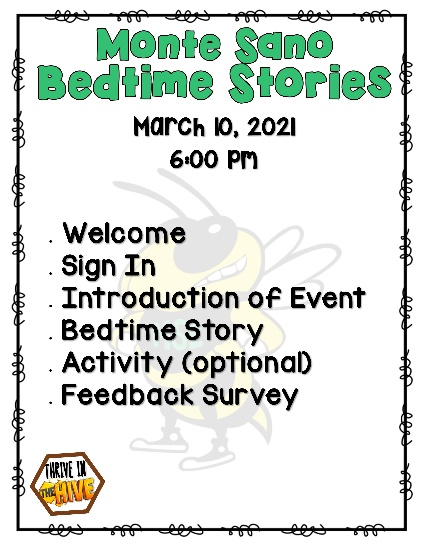 Monte Sano
Bedtime Stories
March 10, 2021
6:00 PM
. Welcome
. Sign In
. Introduction of Event
. Bedtime Story
. Activity (optional)
. Feedback Survey
THRIVE IN
THE HIVE